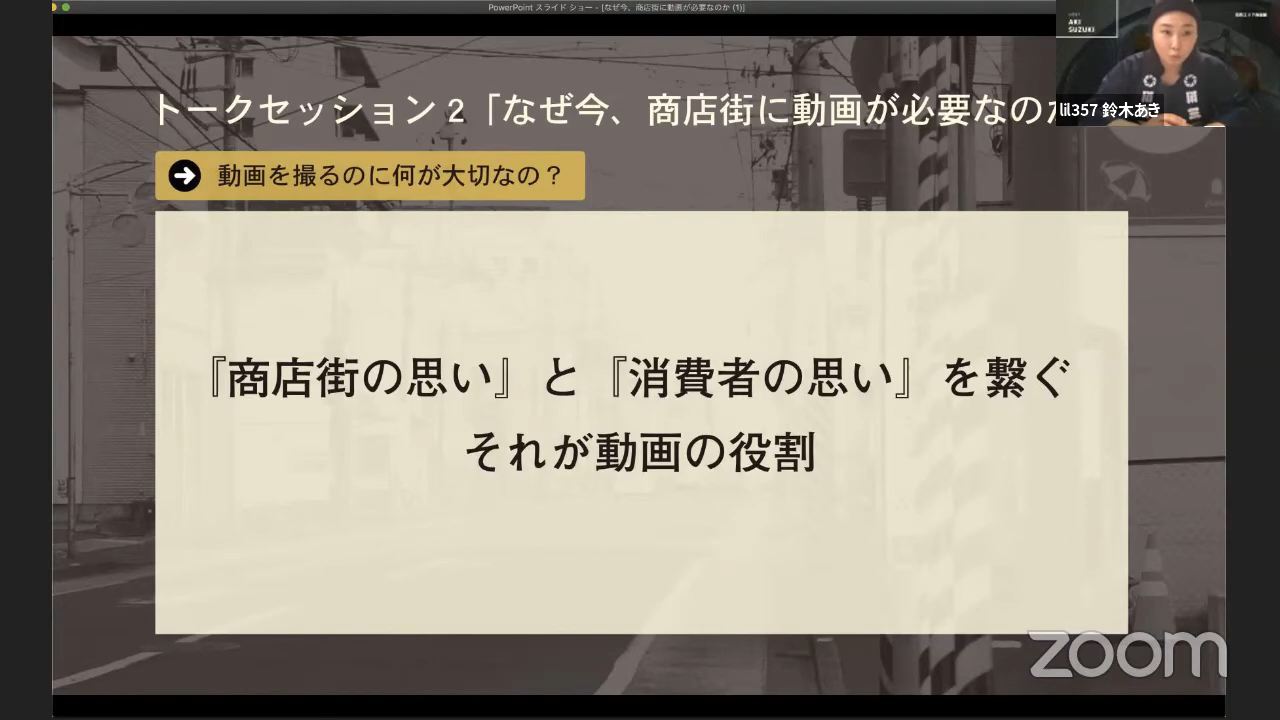 PowerPoint スライド ショー - [なぜ今、商店街に動画が必要なのか (1)]
AKI
SUZUKI
lil357 鈴木あき
トークセッション2「なぜ今、商店街に動画が必要なの
動画を撮るのに何が大切なの？
『商店街の思い』と『消費者の思い』を繋ぐ
それが動画の役割
zoom